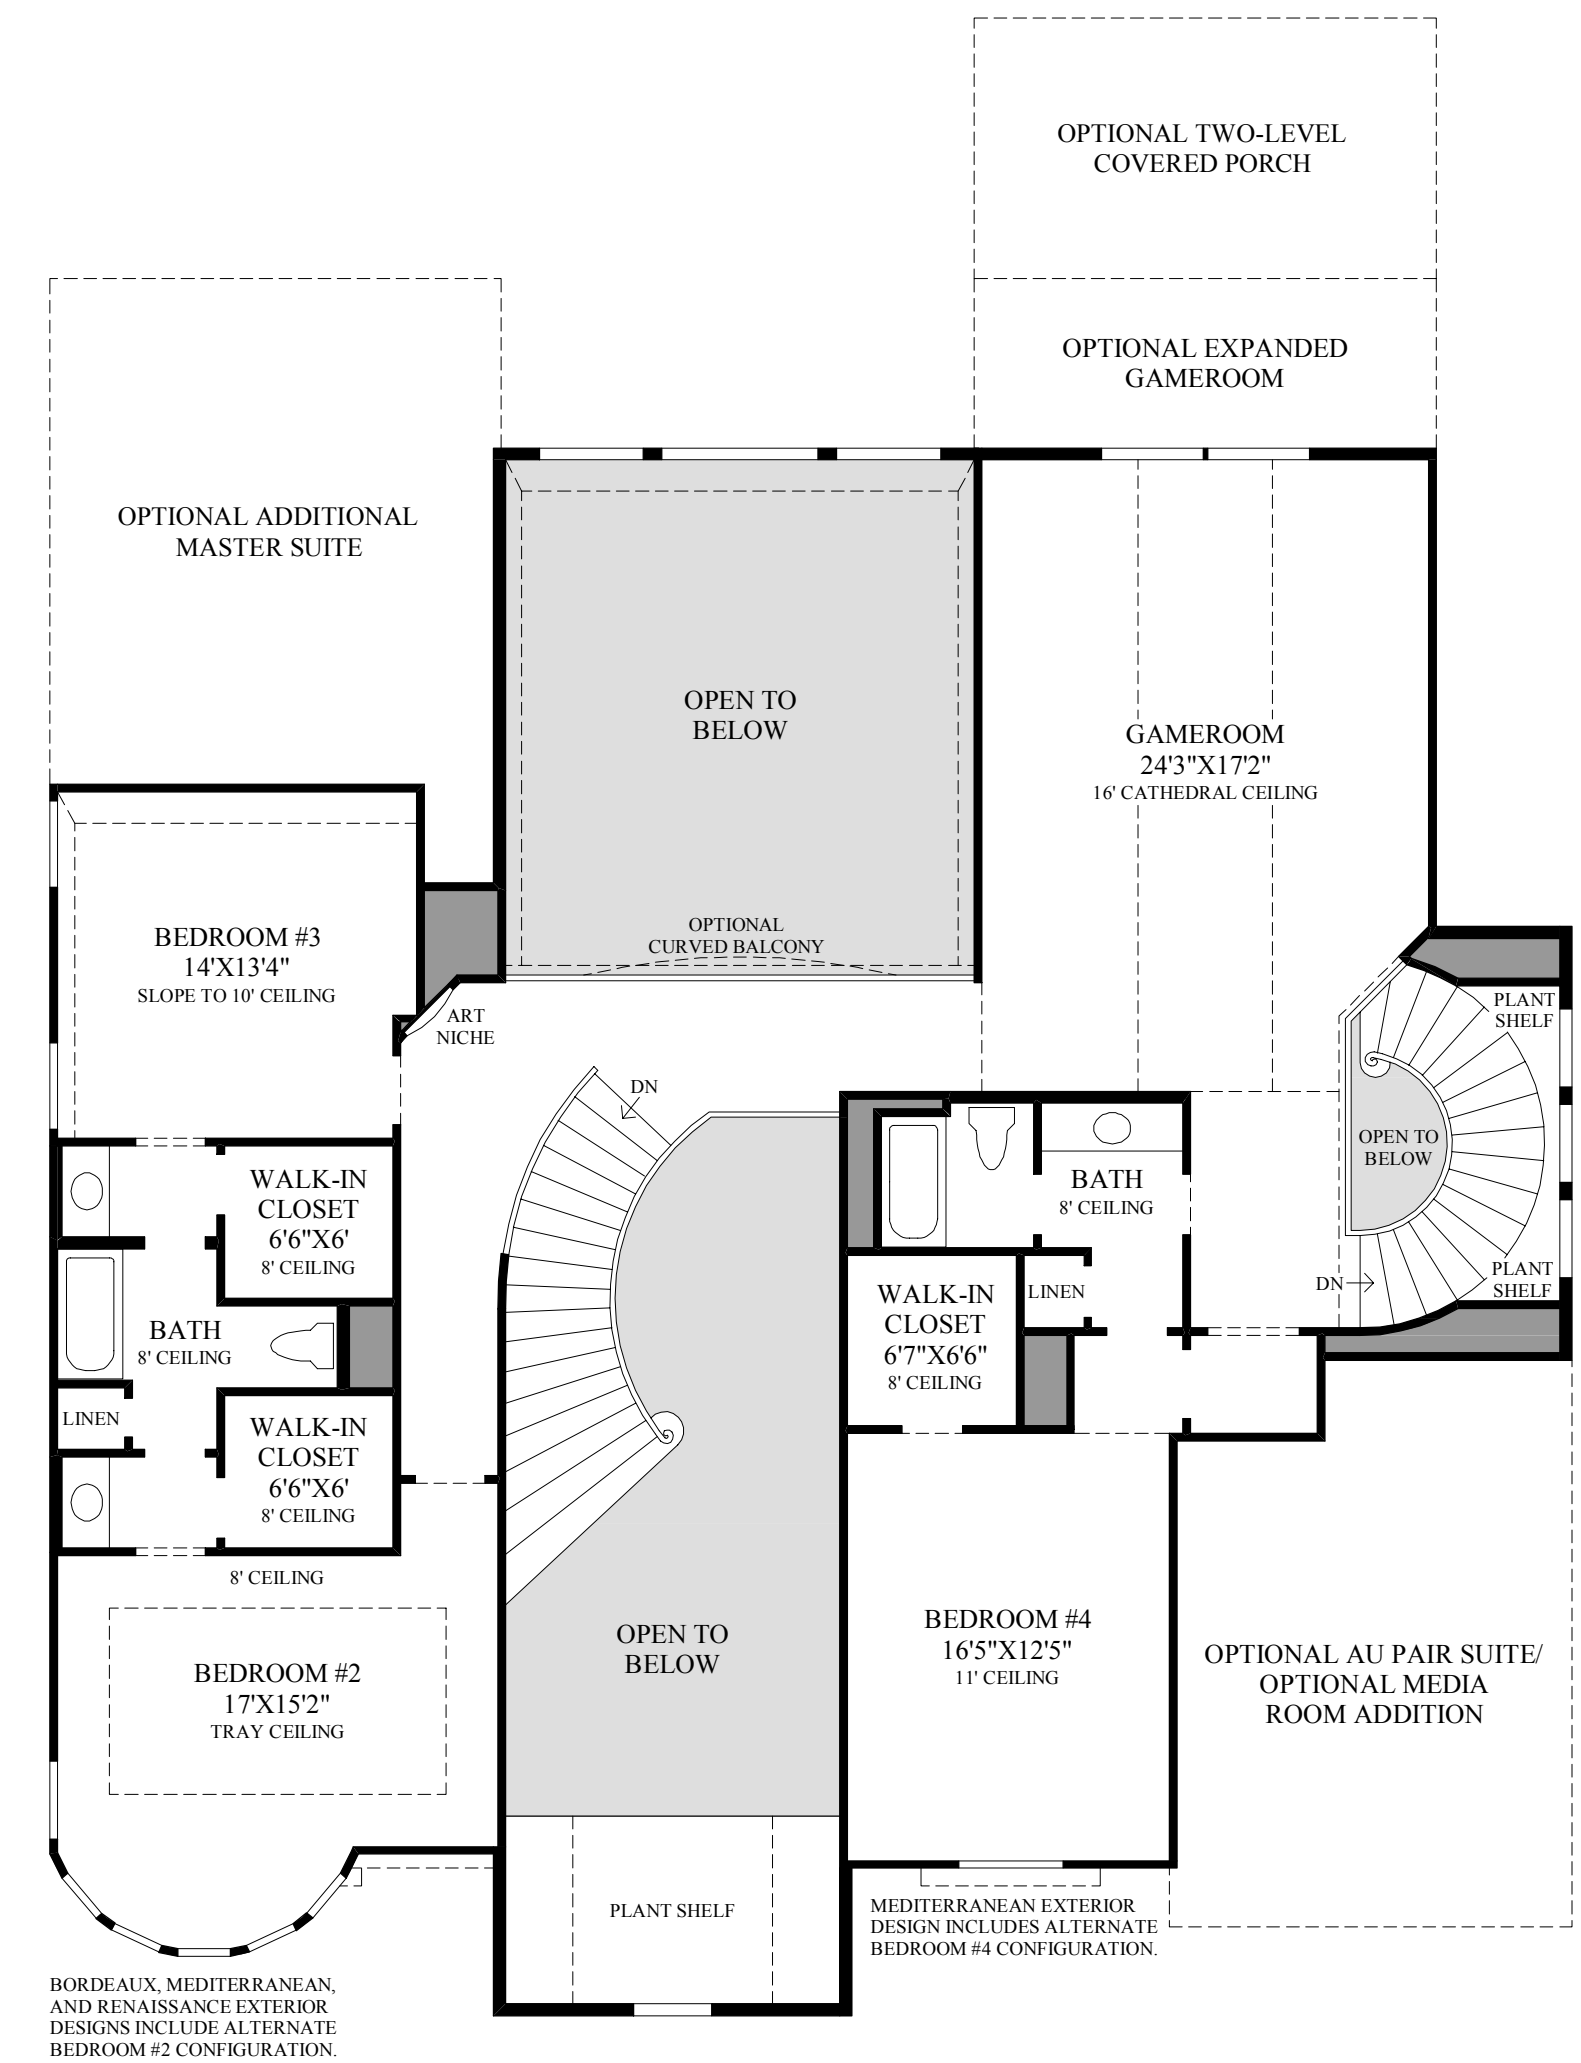 OPTIONAL TWO-LEVEL
COVERED PORCH
OPTIONAL EXPANDED
GAMEROOM
OPTIONAL ADDITIONAL
MASTER SUITE
OPEN TO
BELOW
GAMEROOM
24'3"X17'2"
16' CATHEDRAL CEILING
OPTIONAL
CURVED BALCONY
BEDROOM #3
14'X13'4"
SLOPE TO 10' CEILING
ART
NICHE
PLANT
SHELF
DN
OPEN TO
BELOW
WALK-IN
CLOSET
6'6"X6'
8' CEILING
BATH
8' CEILING
PLANT
SHELF
DN
LINEN
WALK-IN
CLOSET
6'7"X6'6"
8' CEILING
BATH
8' CEILING
LINEN
WALK-IN
CLOSET
6'6"X6'
8' CEILING
8' CEILING
BEDROOM #2
17'X15'2"
TRAY CEILING
OPEN TO
BELOW
BEDROOM #4
16'5"X12'5"
11' CEILING
OPTIONAL AU PAIR SUITE/
OPTIONAL MEDIA
ROOM ADDITION
PLANT SHELF
MEDITERRANEAN EXTERIOR
DESIGN INCLUDES ALTERNATE
BEDROOM #4 CONFIGURATION.
BORDEAUX, MEDITERRANEAN,
AND RENAISSANCE EXTERIOR
DESIGNS INCLUDE ALTERNATE
BEDROOM #2 CONFIGURATION.